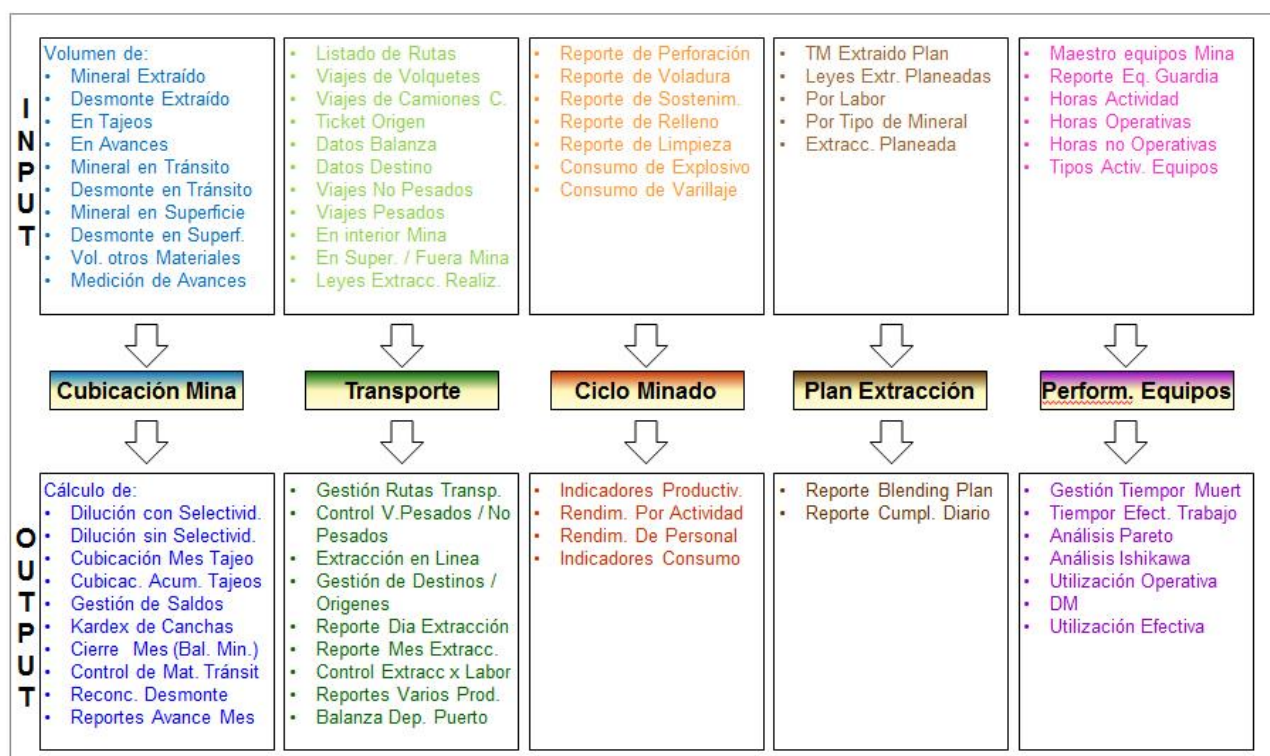 INPUT
Volumen de:
• Mineral Extraído
• Desmonte Extraído
• En Tajeos
• En Avances
• Mineral en Tránsito
• Desmonte en Tránsito
• Mineral en Superficie
• Desmonte en Superf.
• Vol. otros Materiales
• Medición de Avances
• Listado de Rutas
• Viajes de Volquetes
• Viajes de Camiones C.
• Ticket Origen
• Datos Balanza
• Datos Destino
• Viajes No Pesados
• Viajes Pesados
• En interior Mina
• En Super. / Fuera Mina
• Leyes Extracc. Realiz.
• Reporte de Perforación
• Reporte de Voladura
• Reporte de Sostenim.
• Reporte de Relleno
• Reporte de Limpieza
• Consumo de Explosivo
• Consumo de Varillaje
• TM Extraido Plan
• Leyes Extr. Planeadas
• Por Labor
• Por Tipo de Mineral
• Extracc. Planeada
• Maestro equipos Mina
• Reporte Eq. Guardia
• Horas Actividad
• Horas Operativas
• Horas no Operativas
• Tipos Activ. Equipos
Cubicación Mina
Transporte
Ciclo Minado
Plan Extracción
Perform. Equipos
OUTPUT
Cálculo de:
• Dilución con Selectivid.
• Dilución sin Selectivid.
• Cubicación Mes Tajeo
• Cubicac. Acum. Tajeos
• Gestión de Saldos
• Kardex de Canchas
• Cierre Mes (Bal. Min.)
• Control de Mat. Tránsit
• Reconc. Desmonte
• Reportes Avance Mes
• Gestión Rutas Transp.
• Control V.Pesados / No
Pesados
• Extracción en Linea
• Gestión de Destinos /
Origenes
• Reporte Dia Extracción
• Reporte Mes Extracc.
• Control Extracc x Labor
• Reportes Varios Prod.
• Balanza Dep. Puerto
• Indicadores Productiv.
• Rendim. Por Actividad
• Rendim. De Personal
• Indicadores Consumo
• Reporte Blending Plan
• Reporte Cumpl. Diario
• Gestión Tiempor Muert
• Tiempor Efect. Trabajo
• Análisis Pareto
• Análisis Ishikawa
• Utilización Operativa
• DM
• Utilización Efectiva